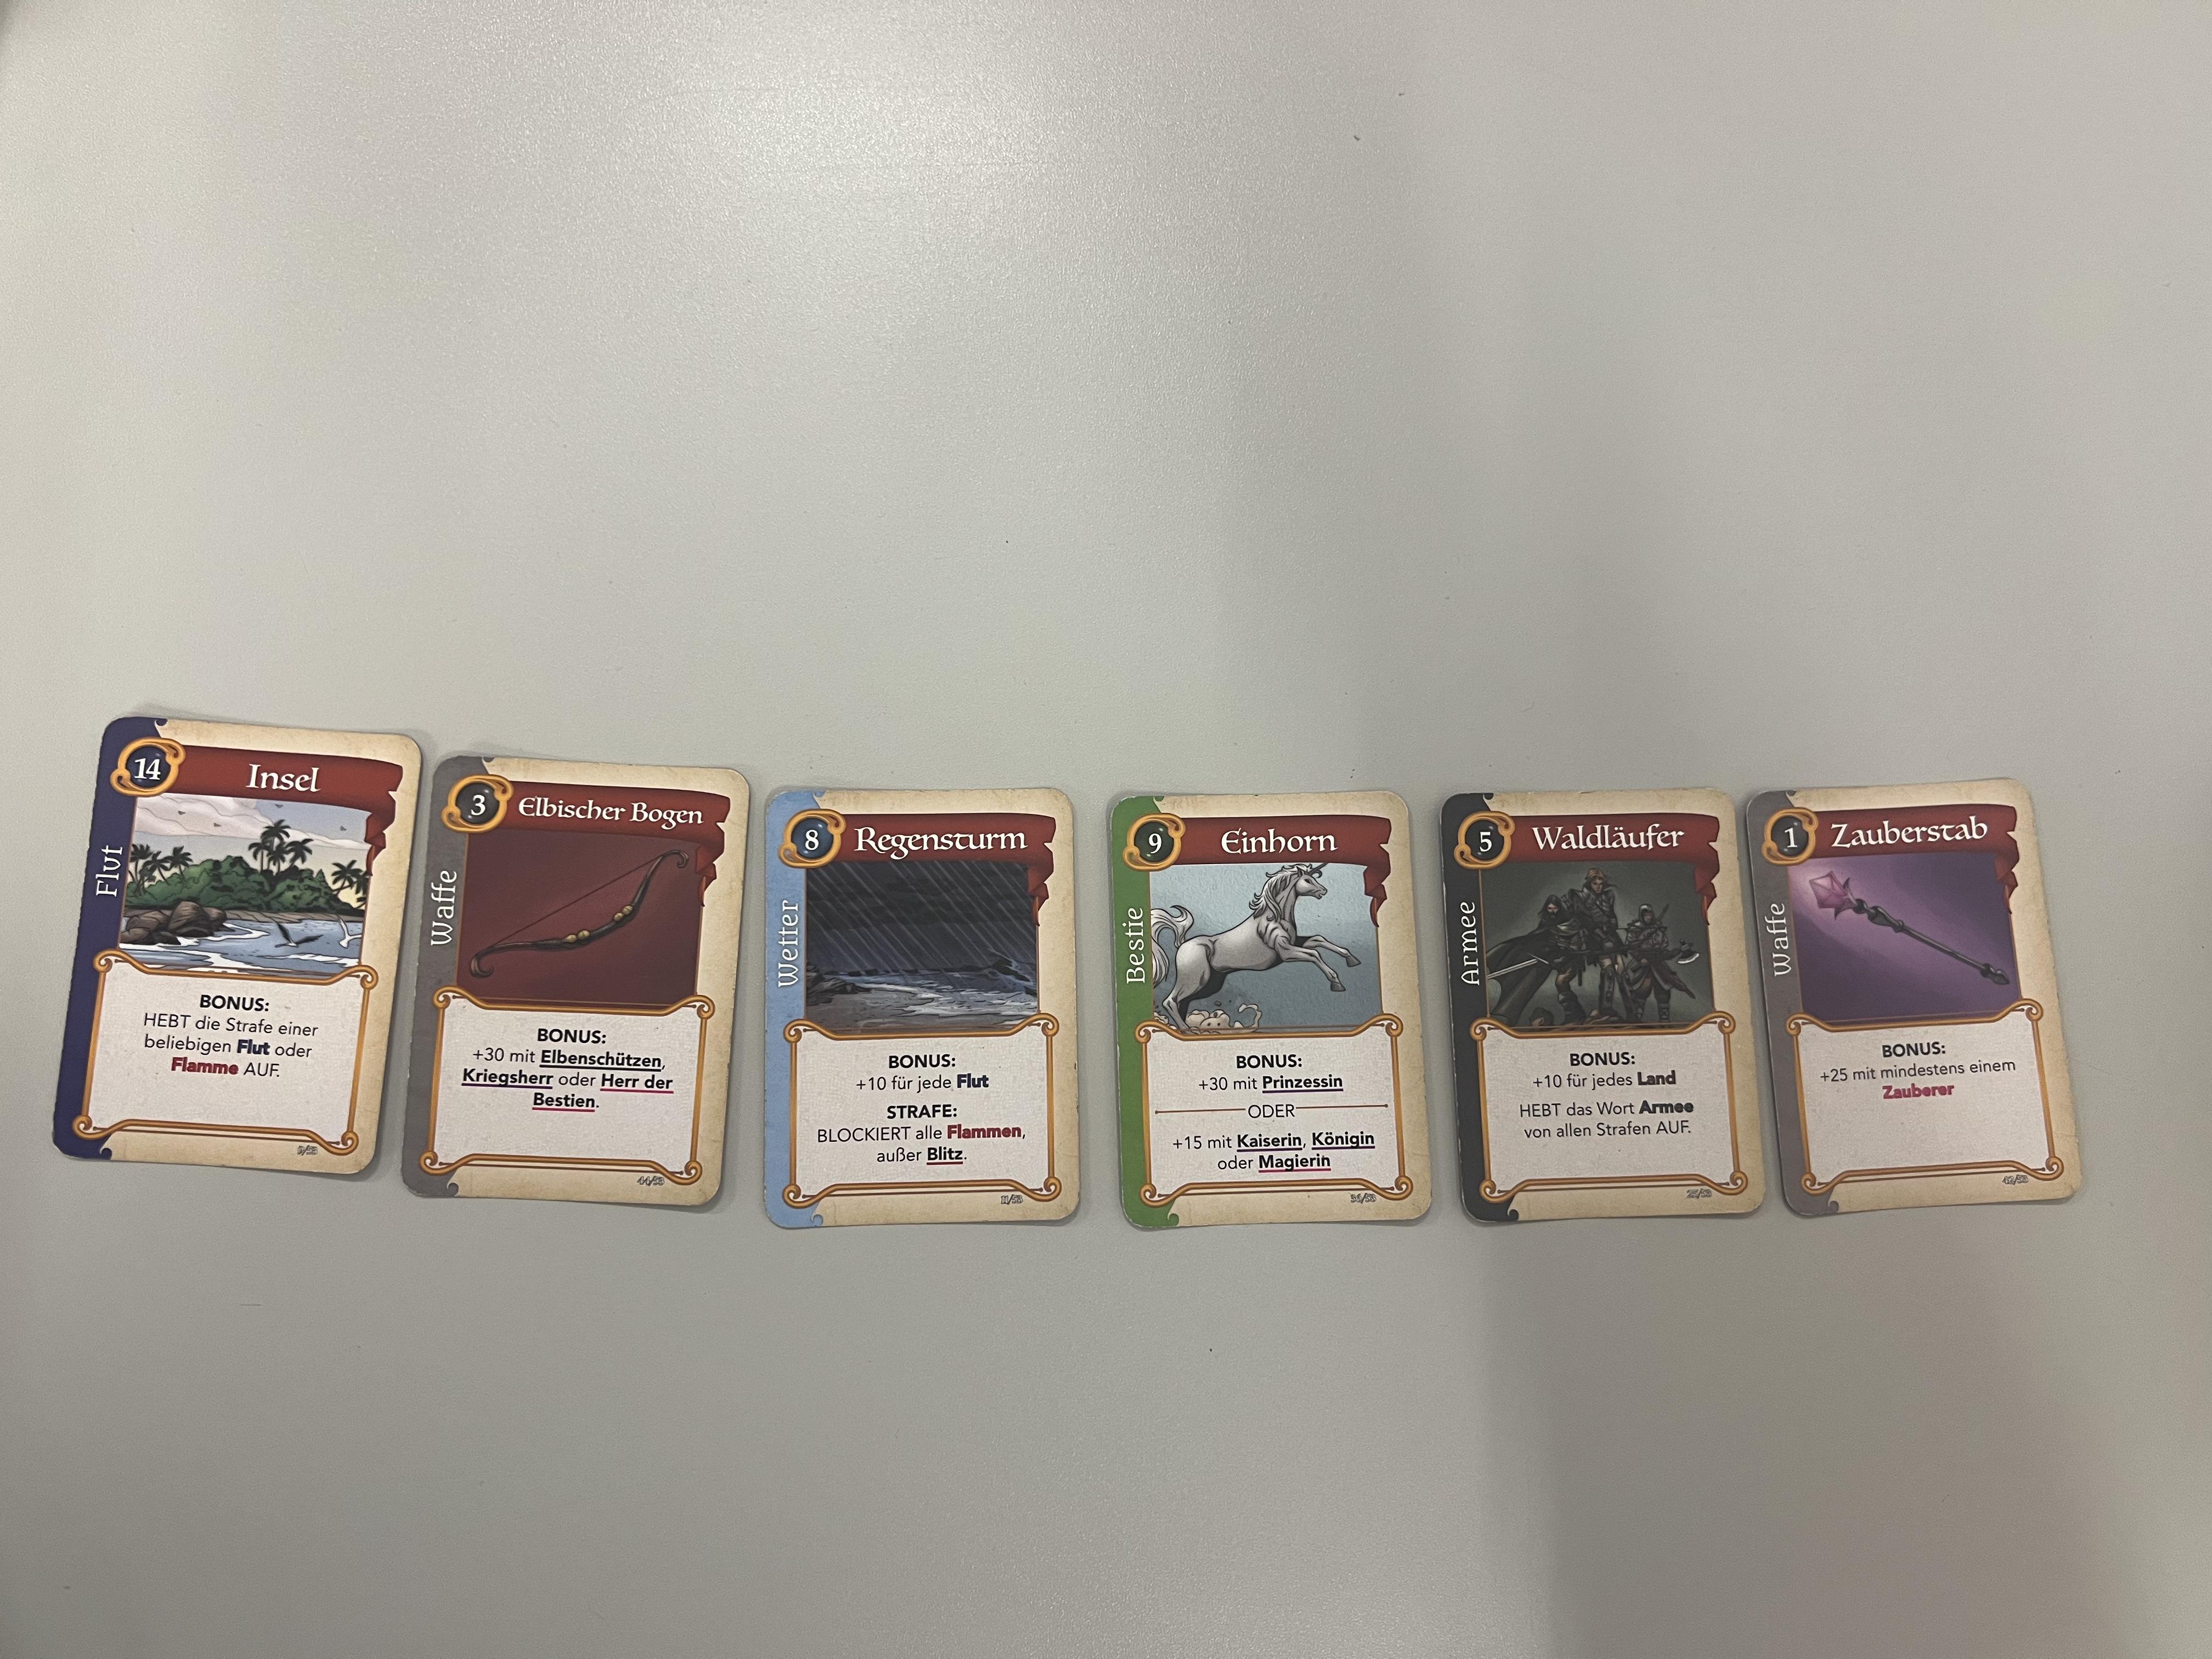 14
Insel
Flut
BONUS:
HEBT die Strafe einer
beliebigen Flut oder
Flamme AUF.
3
Elbischer Bogen
Waffe
BONUS:
+30 mit Elbenschützen,
Kriegsherr oder Herr der
Bestien.
44/53
8
Regensturm
Wetter
BONUS:
+10 für jede Flut
STRAFE:
BLOCKIERT alle Flammen,
außer Blitz.
11/53
9
Einhorn
Bestie
BONUS:
+30 mit Prinzessin
ODER
+15 mit Kaiserin, Königin
oder Magierin
5
Waldläufer
Armee
BONUS:
+10 für jedes Land
HEBT das Wort Armee
von allen Strafen AUF.
1
Zauberstab
Waffe
BONUS:
+25 mit mindestens einem
Zauberer